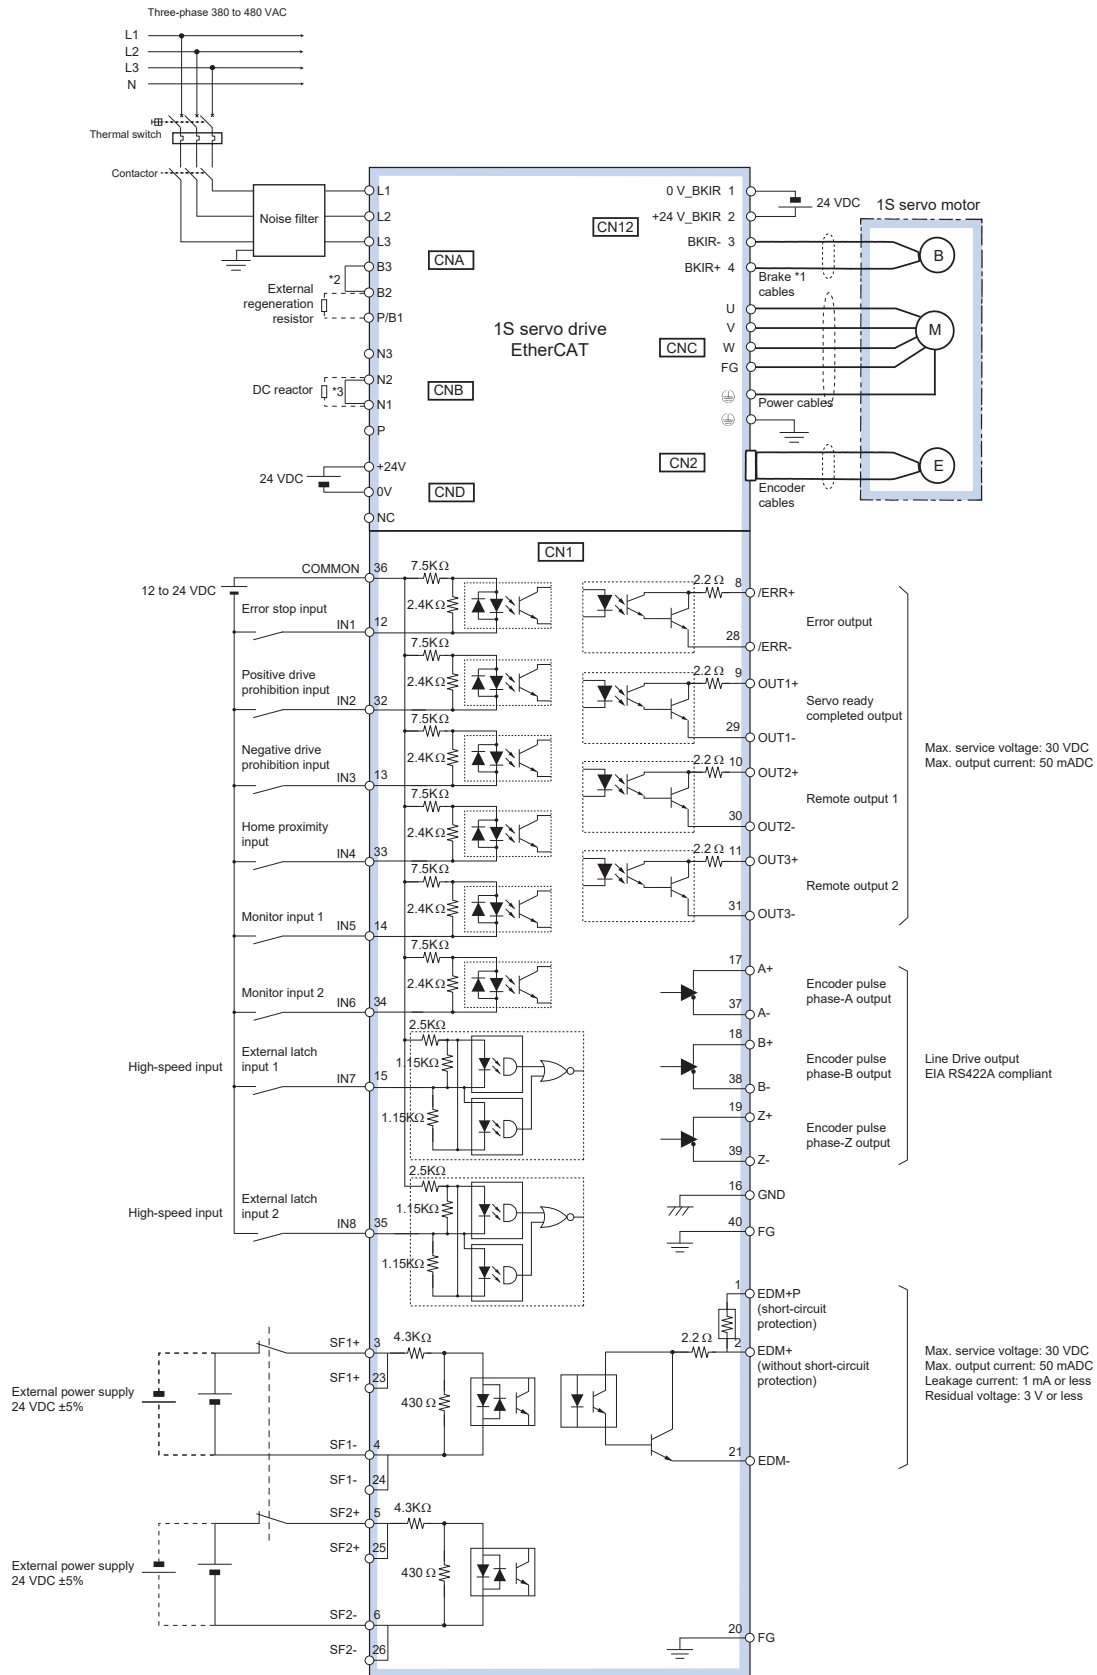 Three-phase 380 to 480 VAC
L1
L2
L3
N
Thermal switch
Contactor
Noise filter
L1
L2
L3
B3
*2
B2
External
regeneration
resistor
P/B1
N3
N2
DC reactor
*3
N1
P
+24V
24 VDC
0V
NC
CNA
CNB
CND
1S servo drive
EtherCAT
CN12
CNC
CN2
0 V_BKIR 1
+24 V_BKIR 2
BKIR- 3
BKIR+ 4
24 VDC
1S servo motor
B
Brake *1
cables
U
V
W
FG
M
Power cables
E
Encoder
cables
CN1
COMMON 36
12 to 24 VDC
7.5KΩ
2.4KΩ
Error stop input
IN1 12
7.5KΩ
2.4KΩ
Positive drive
prohibition input
IN2 32
7.5KΩ
2.4KΩ
Negative drive
prohibition input
IN3 13
7.5KΩ
2.4KΩ
Home proximity
input
IN4 33
7.5KΩ
2.4KΩ
Monitor input 1
IN5 14
7.5KΩ
2.4KΩ
Monitor input 2
IN6 34
2.5KΩ
1.15KΩ
High-speed input
External latch
input 1
IN7 15
1.15KΩ
2.5KΩ
1.15KΩ
High-speed input
External latch
input 2
IN8 35
1.15KΩ
2.2 Ω 8
/ERR+
Error output
28
/ERR-
2.2 Ω 9
OUT1+
Servo ready
completed output
29
OUT1-
2.2 Ω 10
OUT2+
Remote output 1
30
OUT2-
2.2 Ω 11
OUT3+
Remote output 2
31
OUT3-
Max. service voltage: 30 VDC
Max. output current: 50 mADC
17
A+
Encoder pulse
phase-A output
37
A-
18
B+
Encoder pulse
phase-B output
38
B-
19
Z+
Encoder pulse
phase-Z output
39
Z-
Line Drive output
EIA RS422A compliant
16
GND
40
FG
1
EDM+P
(short-circuit
protection)
2.2 Ω
2
EDM+
(without short-circuit
protection)
21
EDM-
Max. service voltage: 30 VDC
Max. output current: 50 mADC
Leakage current: 1 mA or less
Residual voltage: 3 V or less
SF1+ 3
4.3KΩ
SF1+ 23
430 Ω
External power supply
24 VDC ±5%
SF1- 4
SF1- 24
SF2+ 5
4.3KΩ
SF2+ 25
430 Ω
External power supply
24 VDC ±5%
SF2- 6
SF2- 26
20
FG